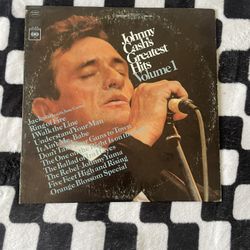 Johnny
Cash's
Greatest
Hits
Volume 1
Jackson
Ring of Fire
I Walk the Line
Understand Your Man
It Ain't Me, Babe
Don't Take Your Guns to Town
The One on the Right Is on the Left
The Ballad of Ira Hayes
The Rebel-Johnny Yuma
Five Feet High and Rising
Orange Blossom Special